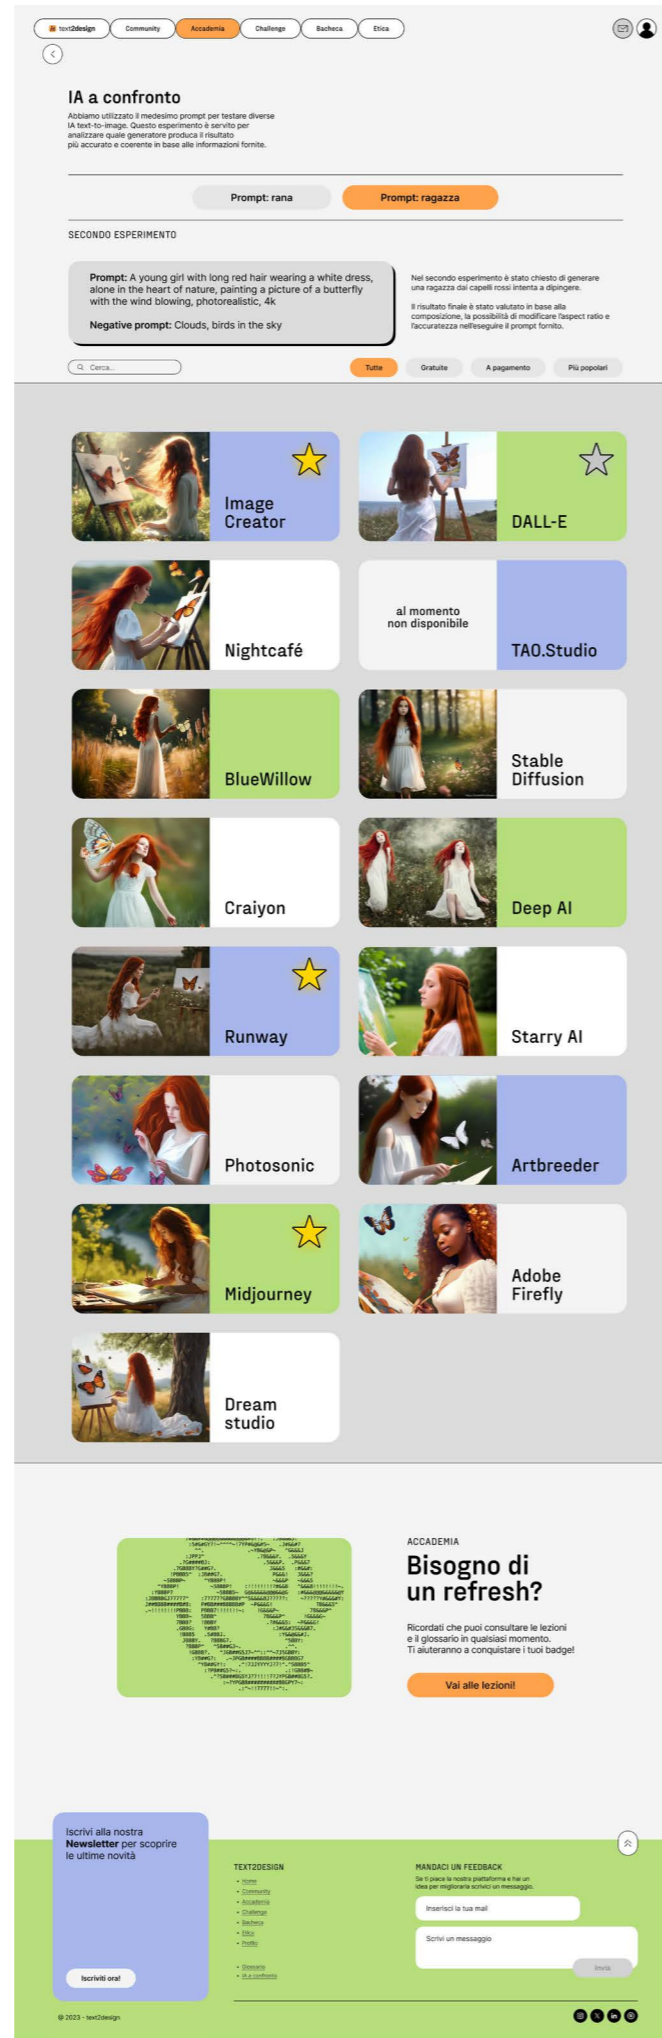 text2design
Community
Accademia
Challenge
Bacheca
Etica
IA a confronto
Abbiamo utilizzato il medesimo prompt per testare diverse
IA text-to-image. Questo esperimento è servito per
analizzare quale generatore produca il risultato
più accurato e coerente in base alle informazioni fornite.
Prompt: rana
Prompt: ragazza
SECONDO ESPERIMENTO
Prompt: A young girl with long red hair wearing a white dress,
alone in the heart of nature, painting a picture of a butterfly
with the wind blowing, photorealistic, 4k
Negative prompt: Clouds, birds in the sky
Nel secondo esperimento è stato chiesto di generare
una ragazza dai capelli rossi intenta a dipingere.
Il risultato finale è stato valutato in base alla
composizione, la possibilità di modificare l'aspect ratio e
l'accuratezza nell'eseguire il prompt fornito.
Cerca...
Tutte
Gratuite
A pagamento
Più popolari
Image
Creator
DALL-E
Nightcafé
al momento
non disponibile
TAO.Studio
BlueWillow
Stable
Diffusion
Craiyon
Deep AI
Runway
Starry AI
Photosonic
Artbreeder
Midjourney
Adobe
Firefly
Dream
studio
ACCADEMIA
Bisogno di
un refresh?
Ricordati che puoi consultare le lezioni
e il glossario in qualsiasi momento.
Ti aiuteranno a conquistare i tuoi badge!
Vai alle lezioni!
Iscrivi alla nostra
Newsletter per scoprire
le ultime novità
Iscriviti ora!
TEXT2DESIGN
Home
Community
Accademia
Challenge
Bacheca
Etica
Profilo
Glossario
IA a confronto
MANDACI UN FEEDBACK
Se ti piace la nostra piattaforma e hai un
idea per migliorarla scrivici un messaggio.
Inserisci la tua mail
Scrivi un messaggio
Invia
@ 2023 - text2design